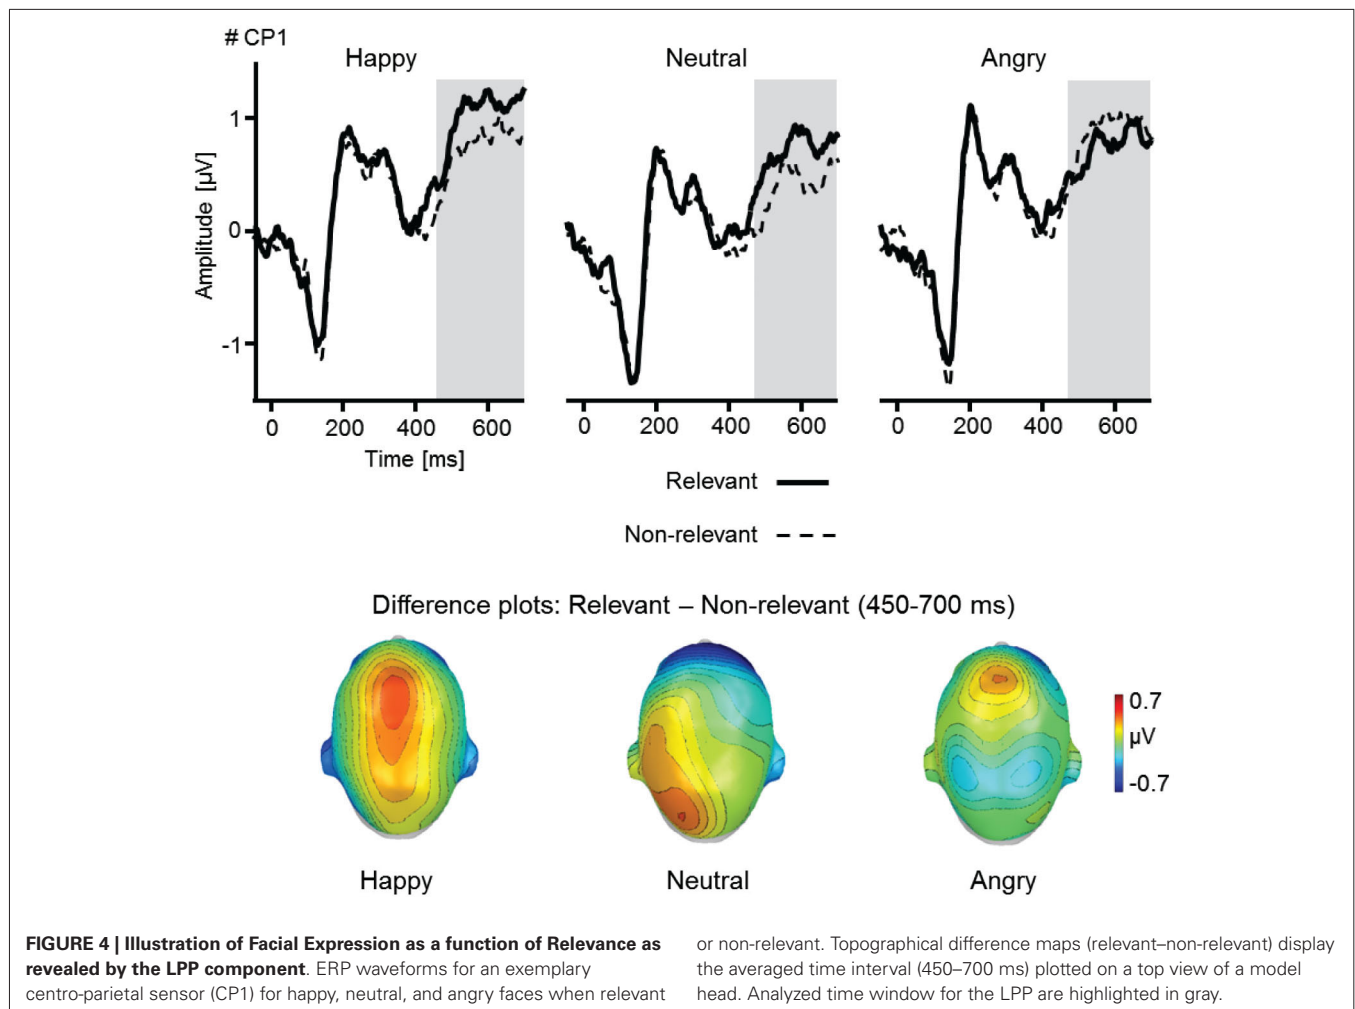 # CP1
Happy
Neutral
Angry
Amplitude [µV]
1
0
-1
0 200 400 600
0 200 400 600
0 200 400 600
Time [ms]
Relevant
Non-relevant
Difference plots: Relevant – Non-relevant (450-700 ms)
0.7
µV
-0.7
Happy
Neutral
Angry
FIGURE 4 | Illustration of Facial Expression as a function of Relevance as
revealed by the LPP component. ERP waveforms for an exemplary
centro-parietal sensor (CP1) for happy, neutral, and angry faces when relevant
or non-relevant. Topographical difference maps (relevant–non-relevant) display
the averaged time interval (450–700 ms) plotted on a top view of a model
head. Analyzed time window for the LPP are highlighted in gray.